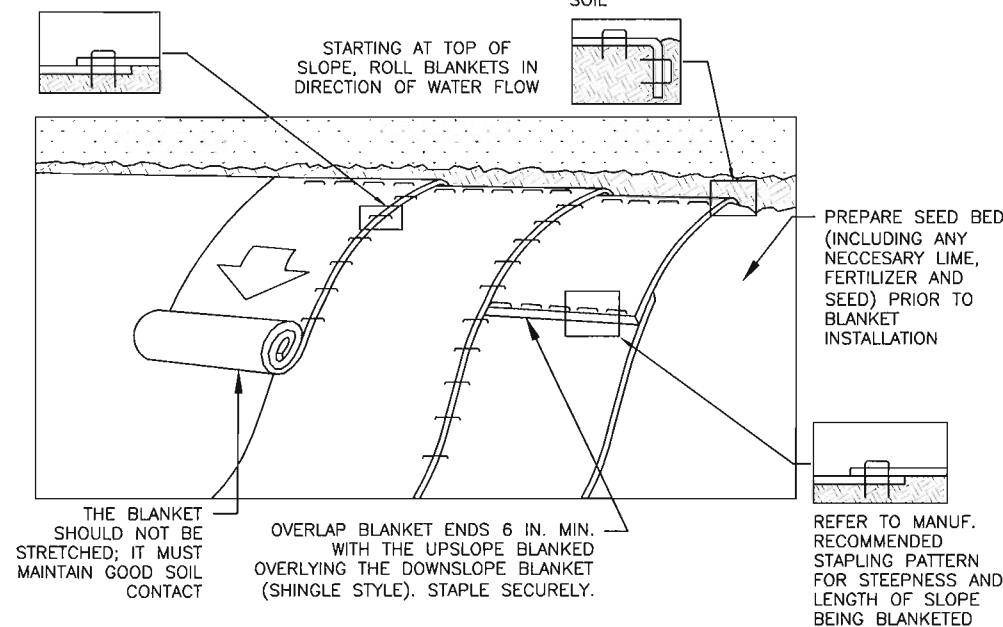 SOIL
STARTING AT TOP OF
SLOPE, ROLL BLANKETS IN
DIRECTION OF WATER FLOW
PREPARE SEED BED
(INCLUDING ANY
NECCESARY LIME,
FERTILIZER AND
SEED) PRIOR TO
BLANKET
INSTALLATION
THE BLANKET
SHOULD NOT BE
STRETCHED; IT MUST
MAINTAIN GOOD SOIL
CONTACT
OVERLAP BLANKET ENDS 6 IN. MIN.
WITH THE UPSLOPE BLANKED
OVERLYING THE DOWNSLOPE BLANKET
(SHINGLE STYLE). STAPLE SECURELY.
REFER TO MANUF.
RECOMMENDED
STAPLING PATTERN
FOR STEEPNESS AND
LENGTH OF SLOPE
BEING BLANKETED